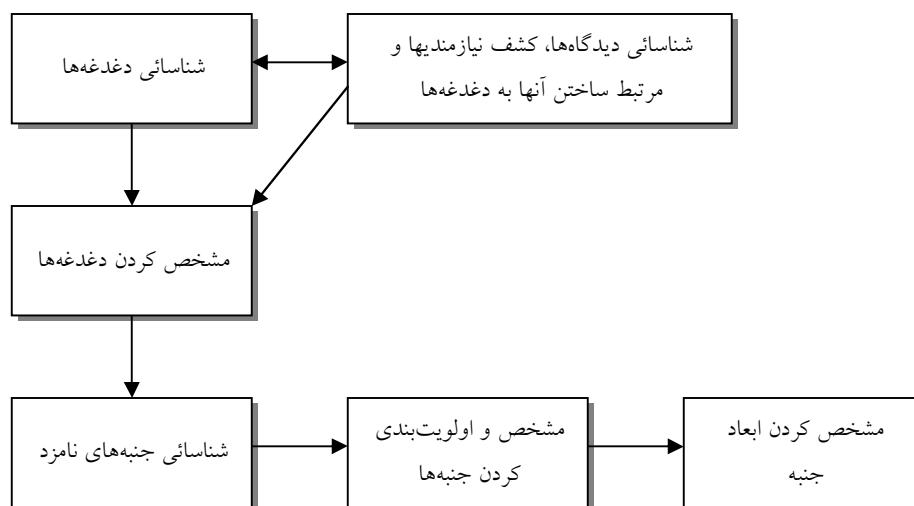 شناسائی دغدغه‌ها
شناسائی دیدگاه‌ها، کشف نیازمندیها و
مرتبط ساختن آنها به دغدغه‌ها
مشخص کردن دغدغه‌ها
شناسائی جنبه‌های نامزد
مشخص و اولویت‌بندی
کردن جنبه‌ها
مشخص کردن ابعاد
جنبه